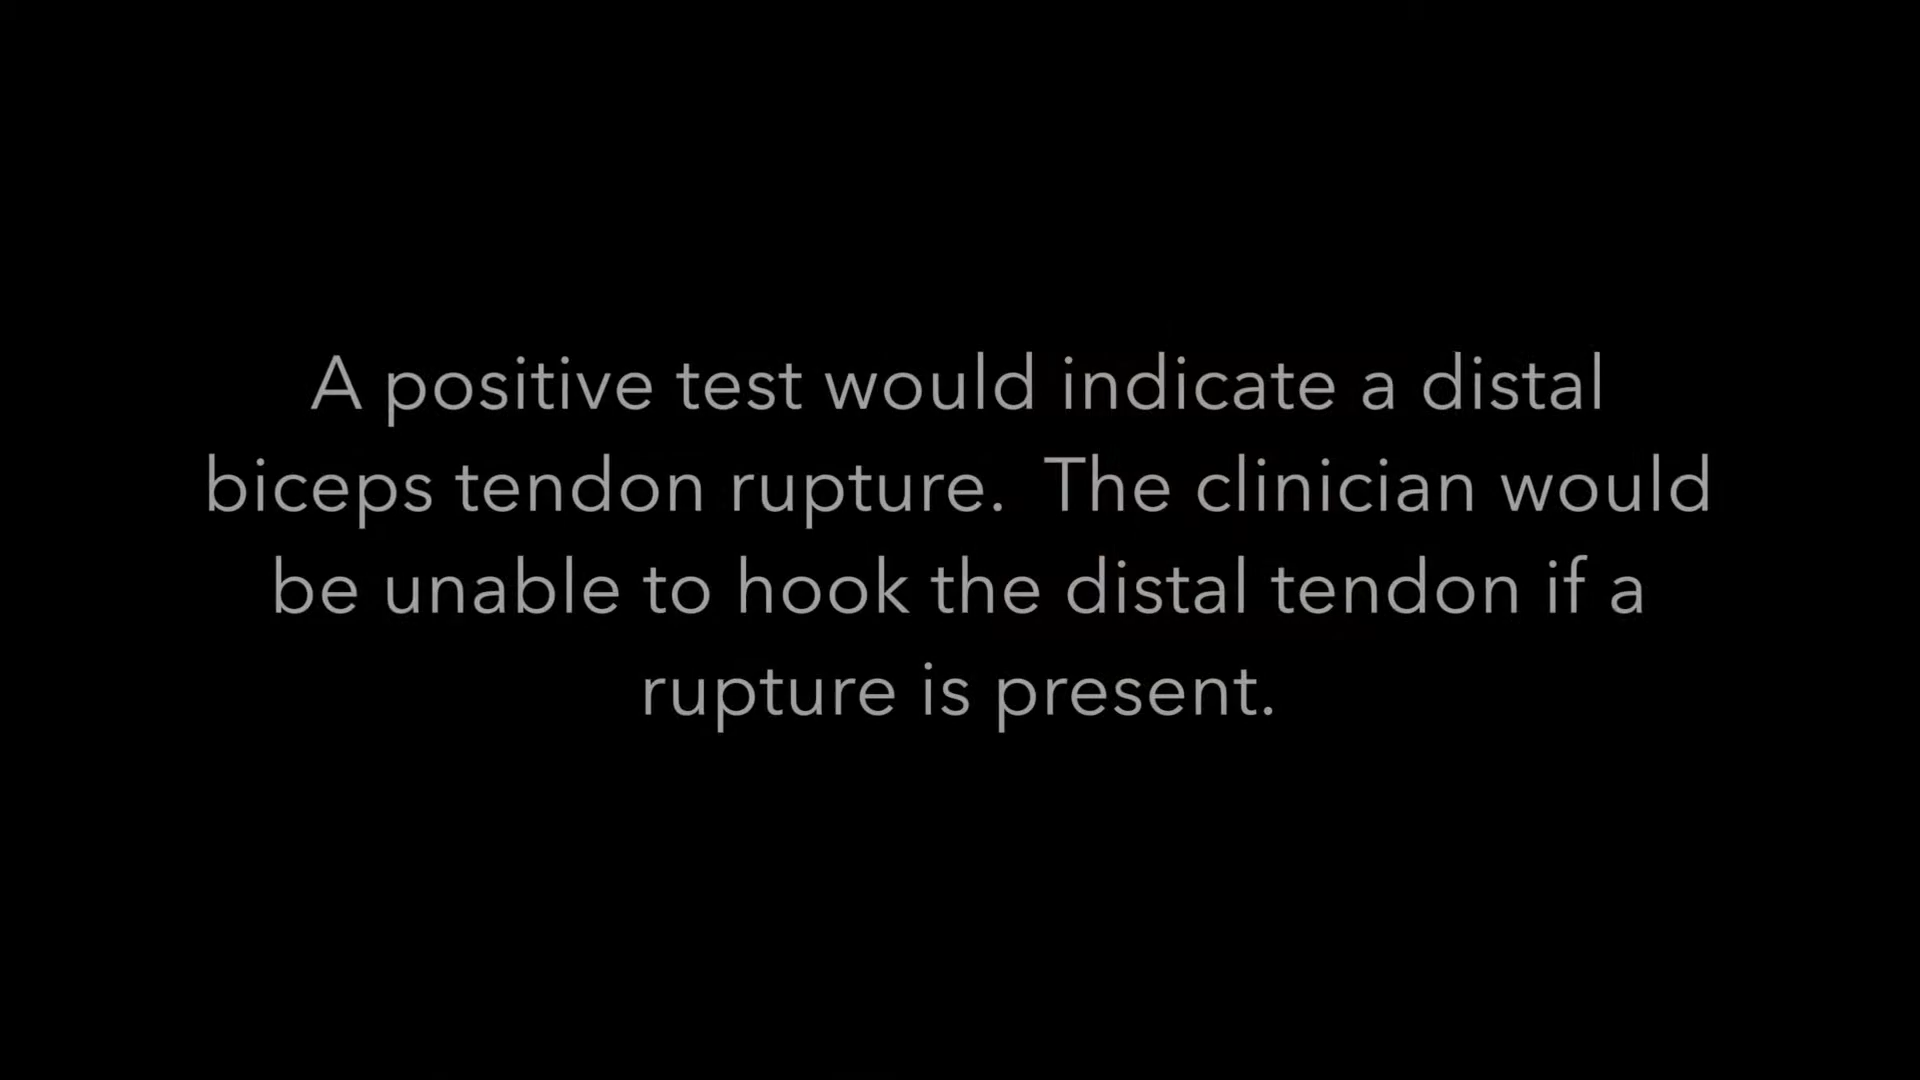 A positive test would indicate a distal
biceps tendon rupture.  The clinician would
be unable to hook the distal tendon if a
rupture is present.